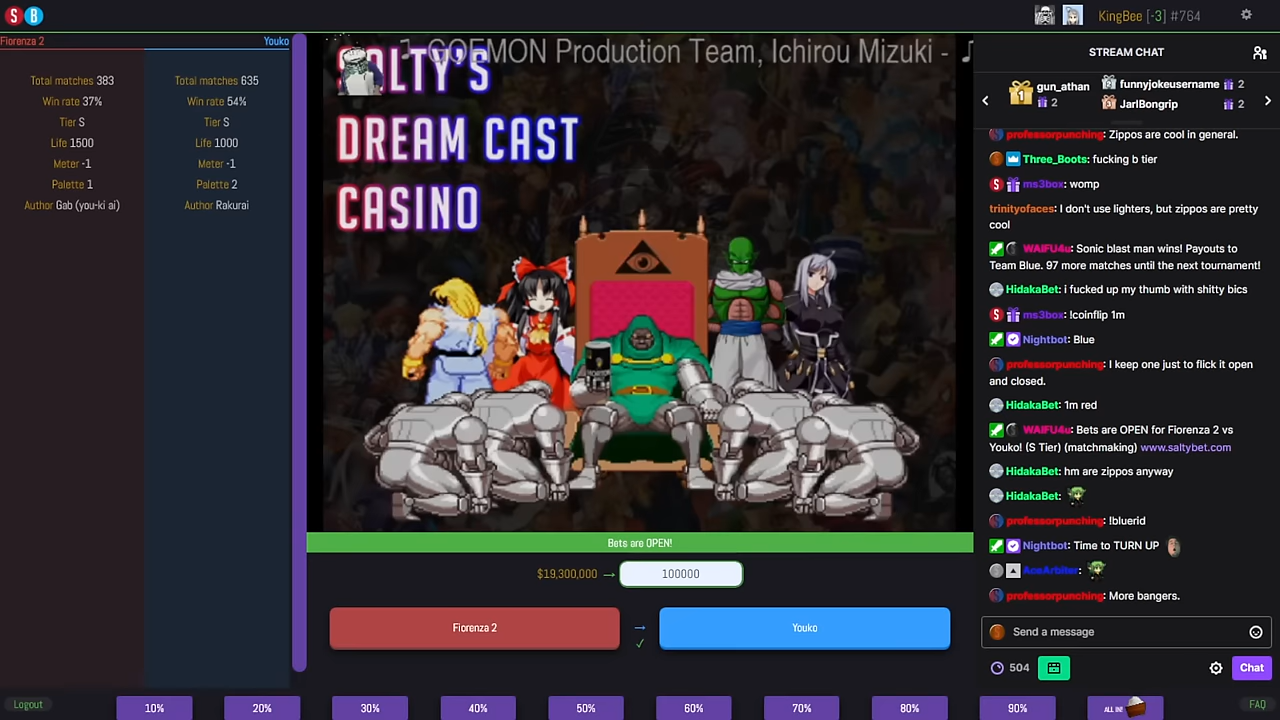 S B
KingBee [-3] #764
Fiorenza 2
Youko
Total matches 383
Total matches 635
Win rate 37%
Win rate 54%
Tier S
Tier S
Life 1500
Life 1000
Meter -1
Meter -1
Palette 1
Palette 2
Author Gab (you-ki ai)
Author Rakurai
GOEMON Production Team, Ichirou Mizuki -
SALTY'S
DREAM CAST
CASINO
Bets are OPEN!
$19,300,000 → 100000
Fiorenza 2
→
Youko
✓
STREAM CHAT
1 gun_athan
2
funnyjokeusername 2
JarlBongrip 2
professorpunching: Zippos are cool in general.
Three_Boots: fucking b tier
ms3box: womp
trinityofaces: I don't use lighters, but zippos are pretty
cool
WAIFU4u: Sonic blast man wins! Payouts to
Team Blue. 97 more matches until the next tournament!
HidakaBet: i fucked up my thumb with shitty bics
ms3box: !coinflip 1m
Nightbot: Blue
professorpunching: I keep one just to flick it open
and closed.
HidakaBet: 1m red
WAIFU4u: Bets are OPEN for Fiorenza 2 vs
Youko! (S Tier) (matchmaking) www.saltybet.com
HidakaBet: hm are zippos anyway
HidakaBet:
professorpunching: !bluerid
Nightbot: Time to TURN UP
AceArbiter:
professorpunching: More bangers.
Send a message
504
Chat
Logout
10%
20%
30%
40%
50%
60%
70%
80%
90%
ALL IN!
FAQ